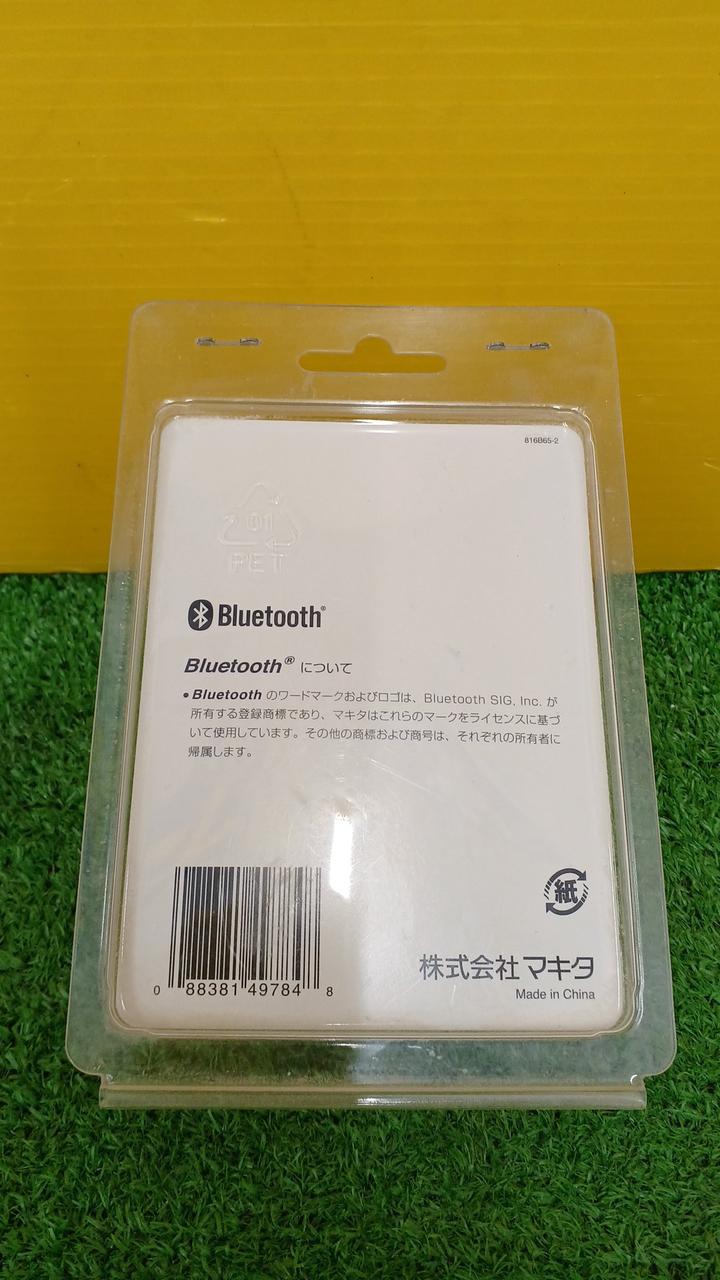 816B65-2
01
PET
Bluetooth®
Bluetooth® について
• Bluetooth のワードマークおよびロゴは、Bluetooth SIG, Inc. が
所有する登録商標であり、マキタはこれらのマークをライセンスに基づ
いて使用しています。その他の商標および商号は、それぞれの所有者に
帰属します。
紙
0 88381 49784 8
株式会社マキタ
Made in China